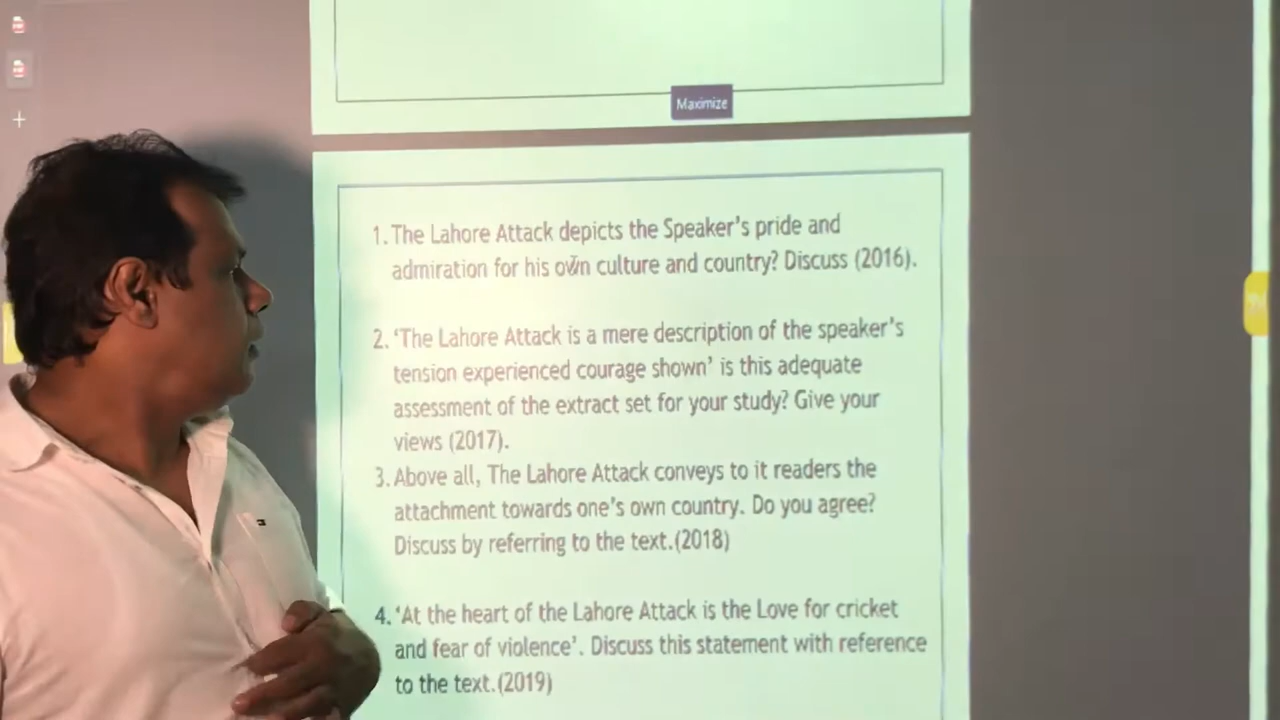 Maximize
1. The Lahore Attack depicts the Speaker's pride and
admiration for his own culture and country? Discuss (2016).
2. 'The Lahore Attack is a mere description of the speaker's
tension experienced courage shown' is this adequate
assessment of the extract set for your study? Give your
views (2017).
3. Above all, The Lahore Attack conveys to it readers the
attachment towards one's own country. Do you agree?
Discuss by referring to the text.(2018)
4. 'At the heart of the Lahore Attack is the Love for cricket
and fear of violence'. Discuss this statement with reference
to the text.(2019)